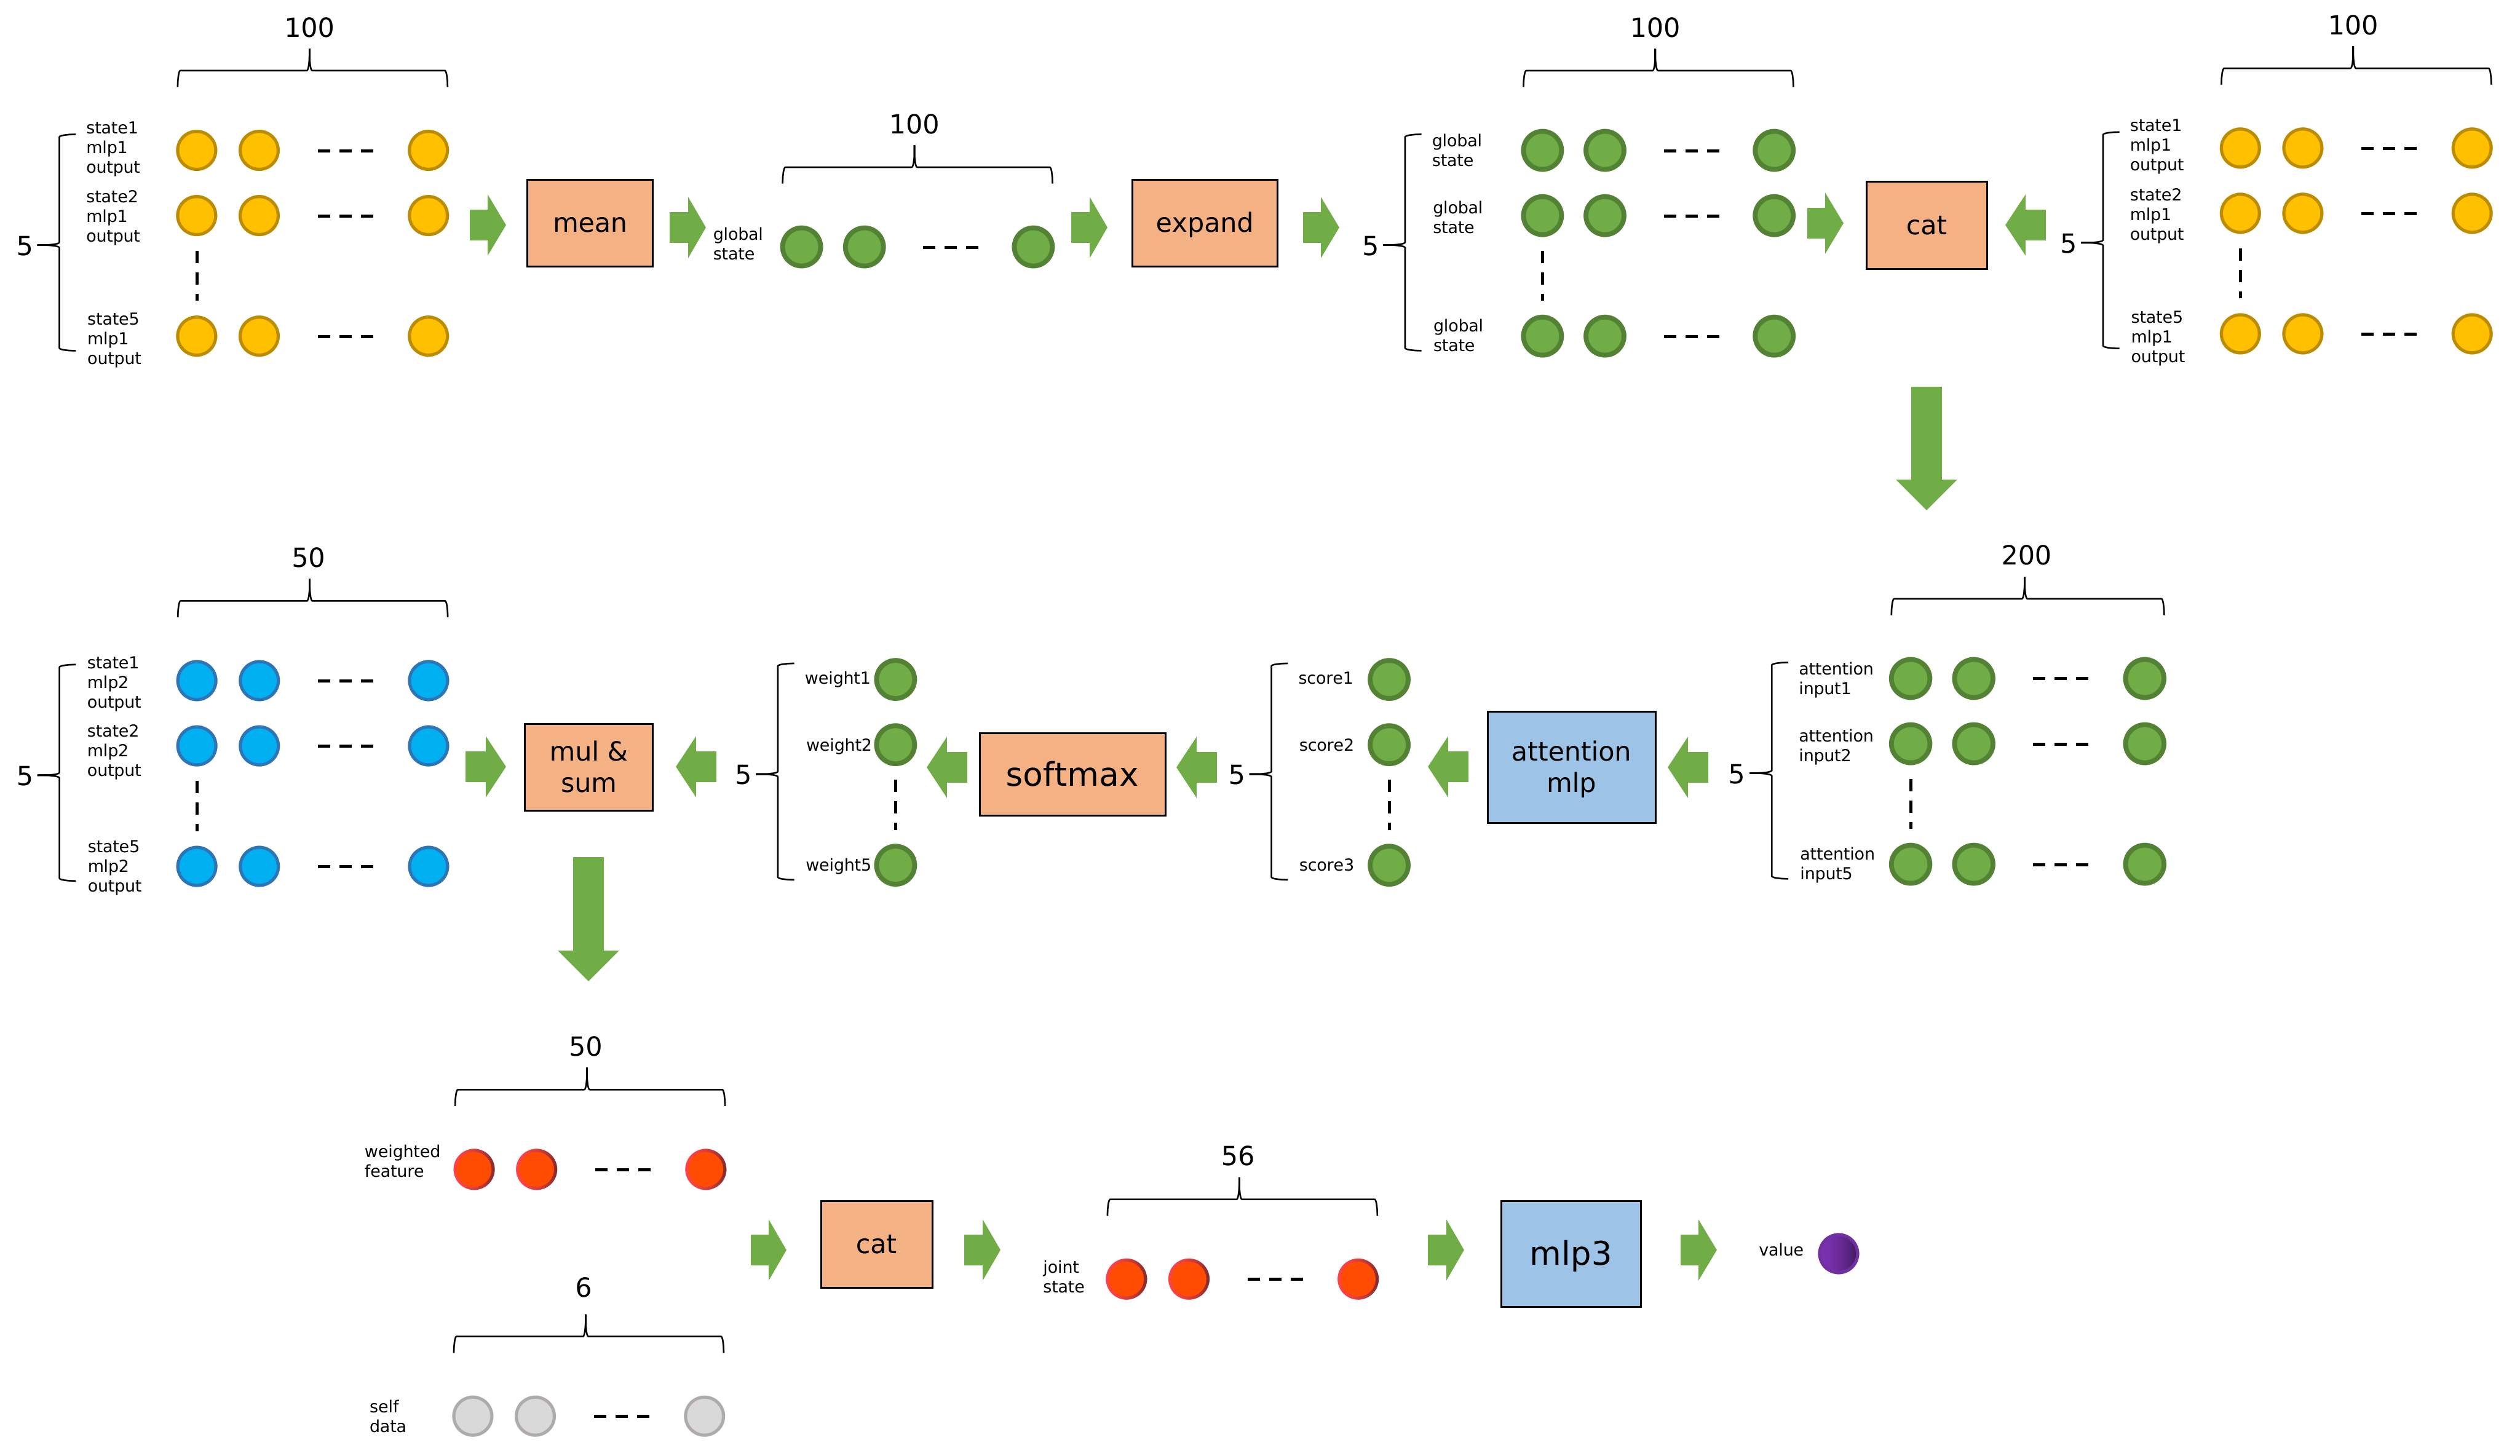 100
5
state1
mlp1
output
state2
mlp1
output
state5
mlp1
output
mean
100
global
state
expand
100
5
global
state
global
state
global
state
cat
100
5
state1
mlp1
output
state2
mlp1
output
state5
mlp1
output
50
5
state1
mlp2
output
state2
mlp2
output
state5
mlp2
output
mul &
sum
5
weight1
weight2
weight5
softmax
5
score1
score2
score3
attention
mlp
200
5
attention
input1
attention
input2
attention
input5
50
weighted
feature
6
self
data
cat
56
joint
state
mlp3
value